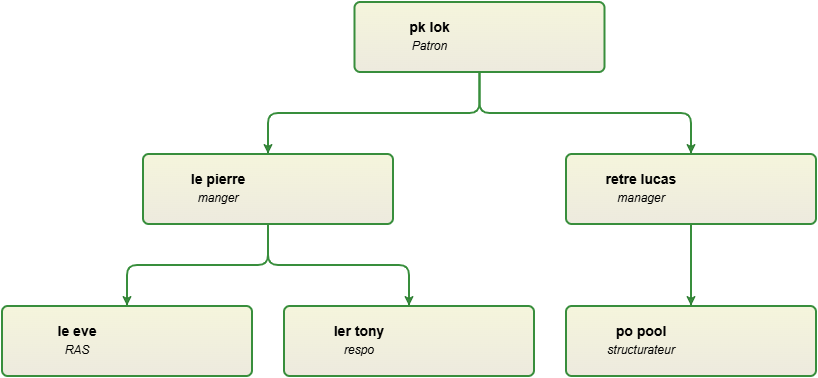 pk lok
Patron
le pierre
manger
retre lucas
manager
le eve
RAS
ler tony
respo
po pool
structurateur